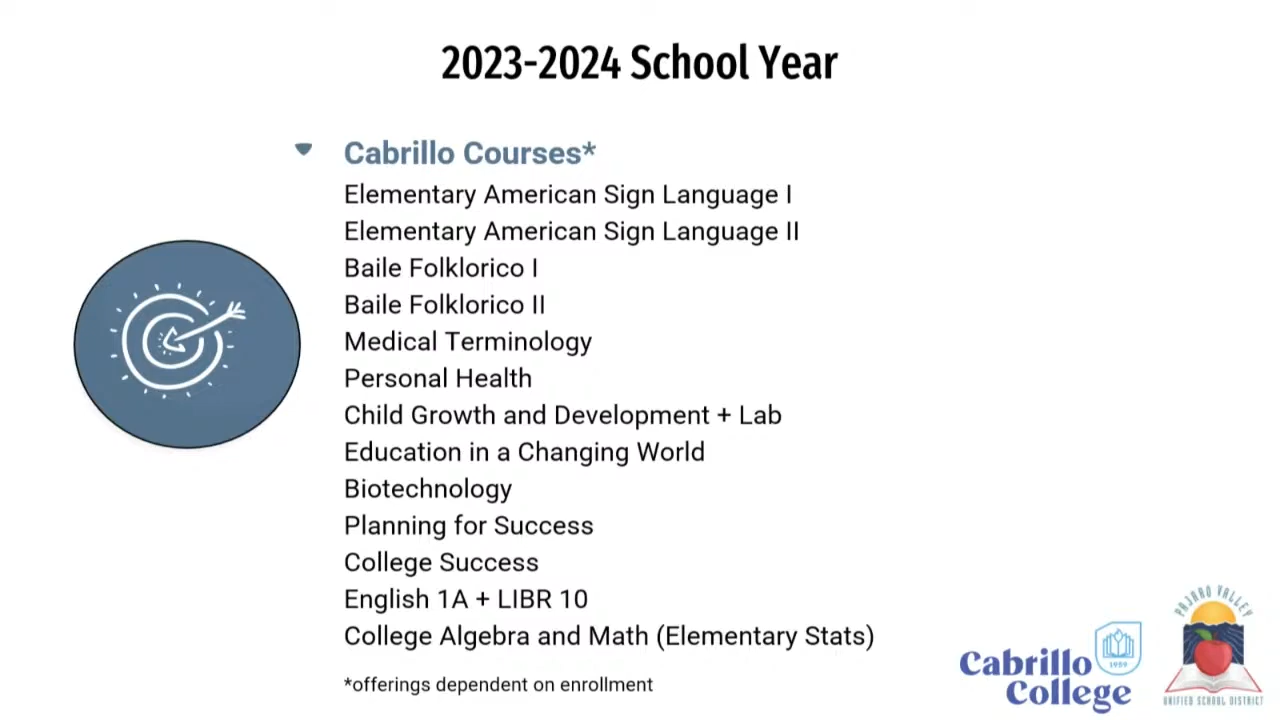 2023-2024 School Year
Cabrillo Courses*
Elementary American Sign Language I
Elementary American Sign Language II
Baile Folklorico I
Baile Folklorico II
Medical Terminology
Personal Health
Child Growth and Development + Lab
Education in a Changing World
Biotechnology
Planning for Success
College Success
English 1A + LIBR 10
College Algebra and Math (Elementary Stats)
*offerings dependent on enrollment
Cabrillo
College
1959
PAJARO VALLEY
UNIFIED SCHOOL DISTRICT